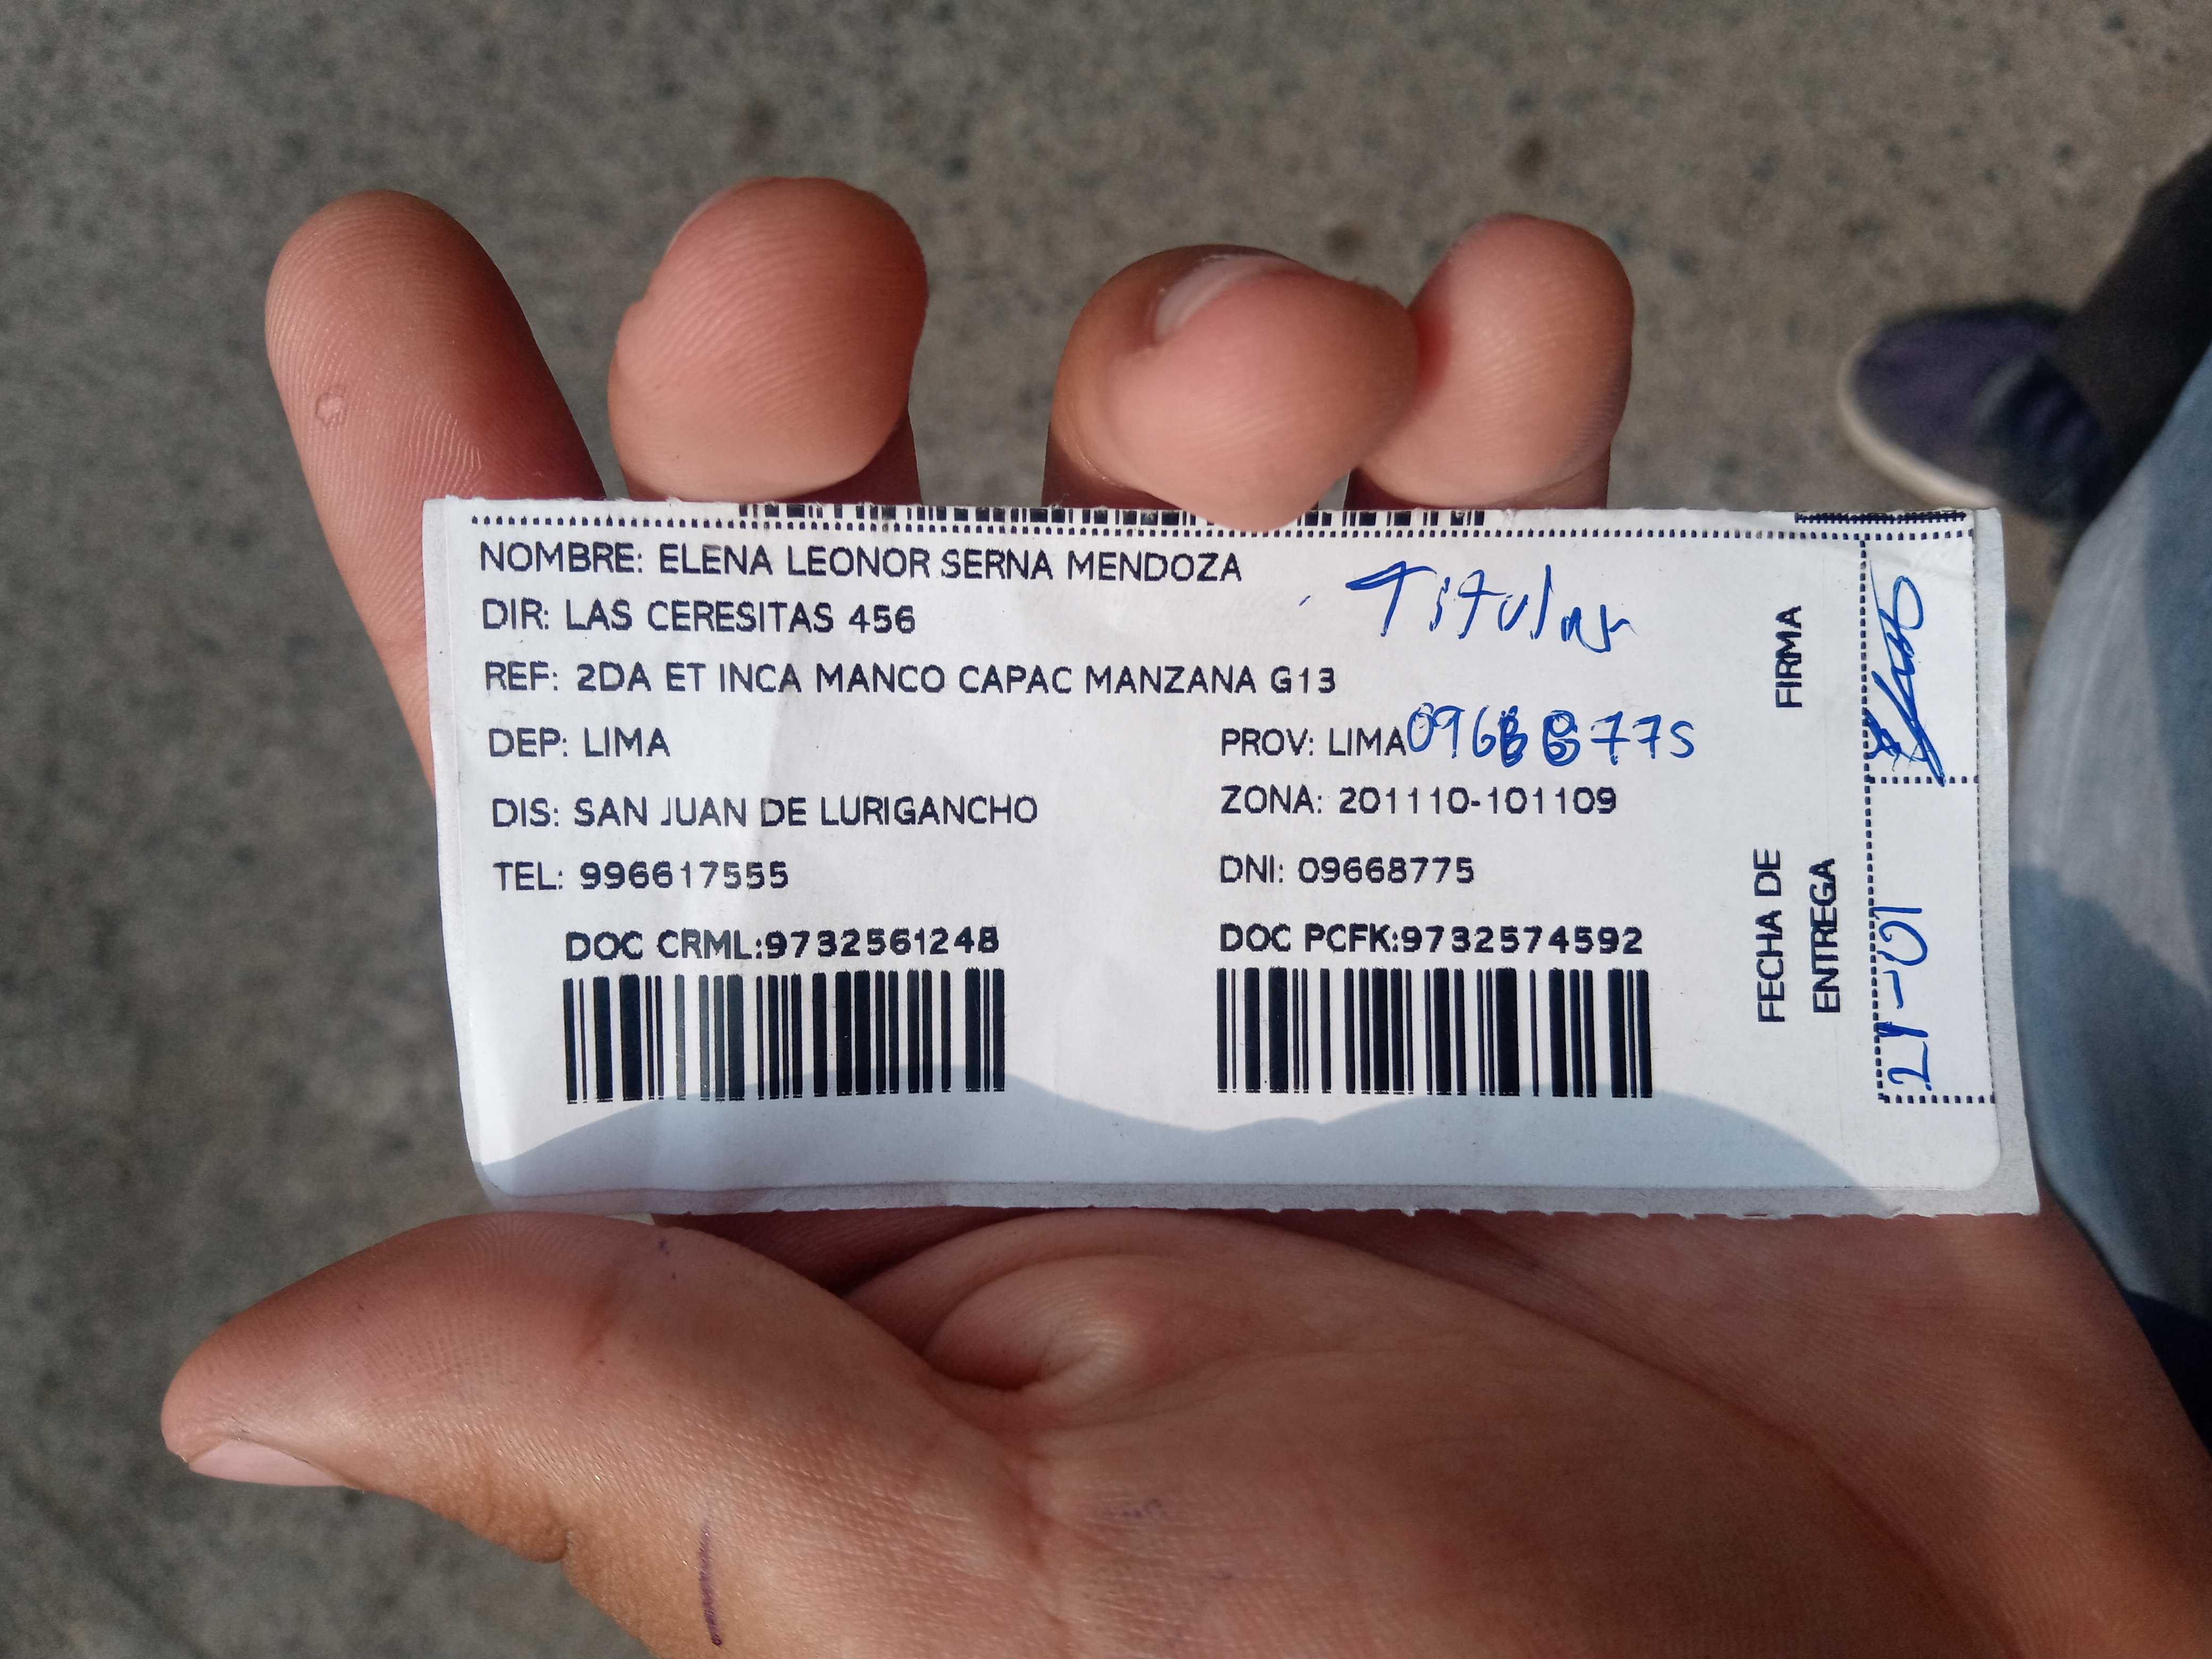 NOMBRE: ELENA LEONOR SERNA MENDOZA
Titular
DIR: LAS CERESITAS 456
REF: 2DA ET INCA MANCO CAPAC MANZANA G13
DEP: LIMA
PROV: LIMA
09668775
DIS: SAN JUAN DE LURIGANCHO
ZONA: 201110-101109
TEL: 996617555
DNI: 09668775
DOC CRML:9732561248
DOC PCFK:9732574592
FIRMA
FECHA DE
ENTREGA